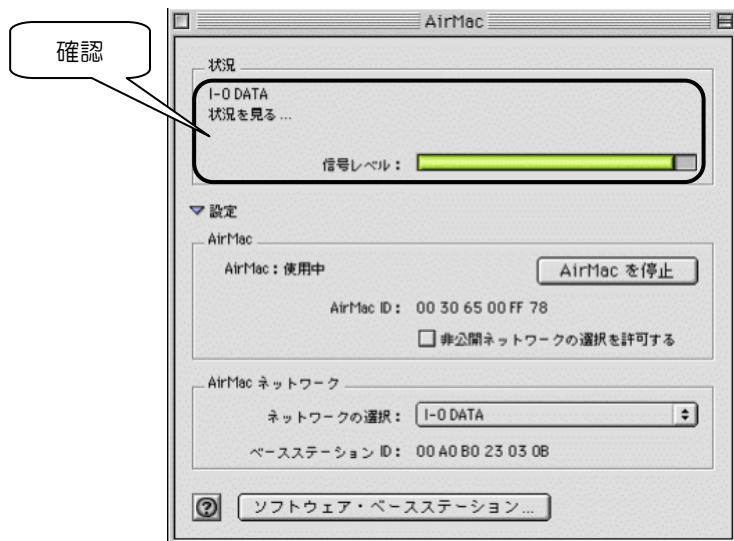 確認
AirMac
状況
I-O DATA
状況を見る ...
信号レベル：
設定
AirMac
AirMac：使用中
AirMac を停止
AirMac ID： 00 30 65 00 FF 78
非公開ネットワークの選択を許可する
AirMac ネットワーク
ネットワークの選択： I-O DATA
ベースステーション ID： 00 A0 B0 23 03 0B
? ソフトウェア・ベースステーション...